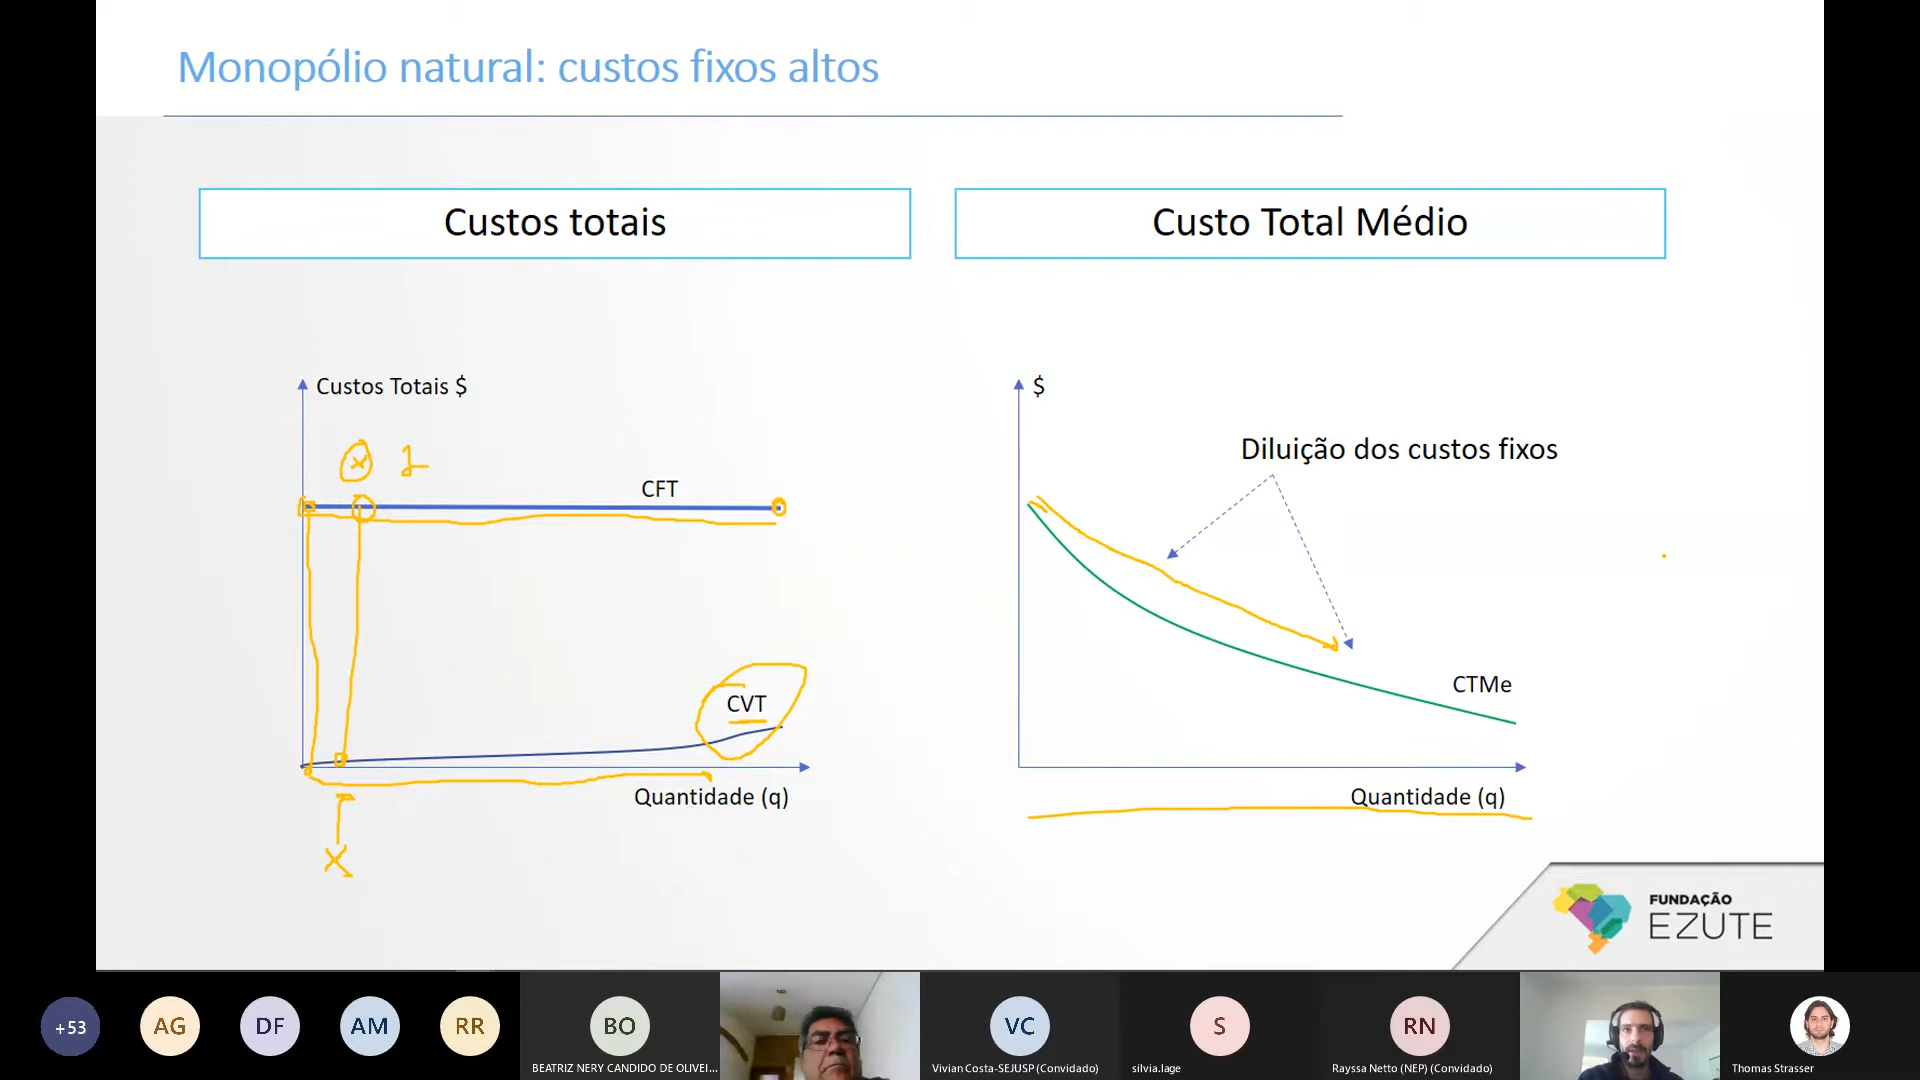 Monopólio natural: custos fixos altos
Custos totais
Custo Total Médio
Custos Totais $
x 1
CFT
CVT
Quantidade (q)
X
$
Diluição dos custos fixos
CTMe
Quantidade (q)
FUNDAÇÃO
EZUTE
+53
AG
DF
AM
RR
BO
BEATRIZ NERY CANDIDO DE OLIVEI...
VC
Vivian Costa-SEJUSP (Convidado)
S
silvia.lage
RN
Rayssa Netto (NEP) (Convidado)
Thomas Strasser